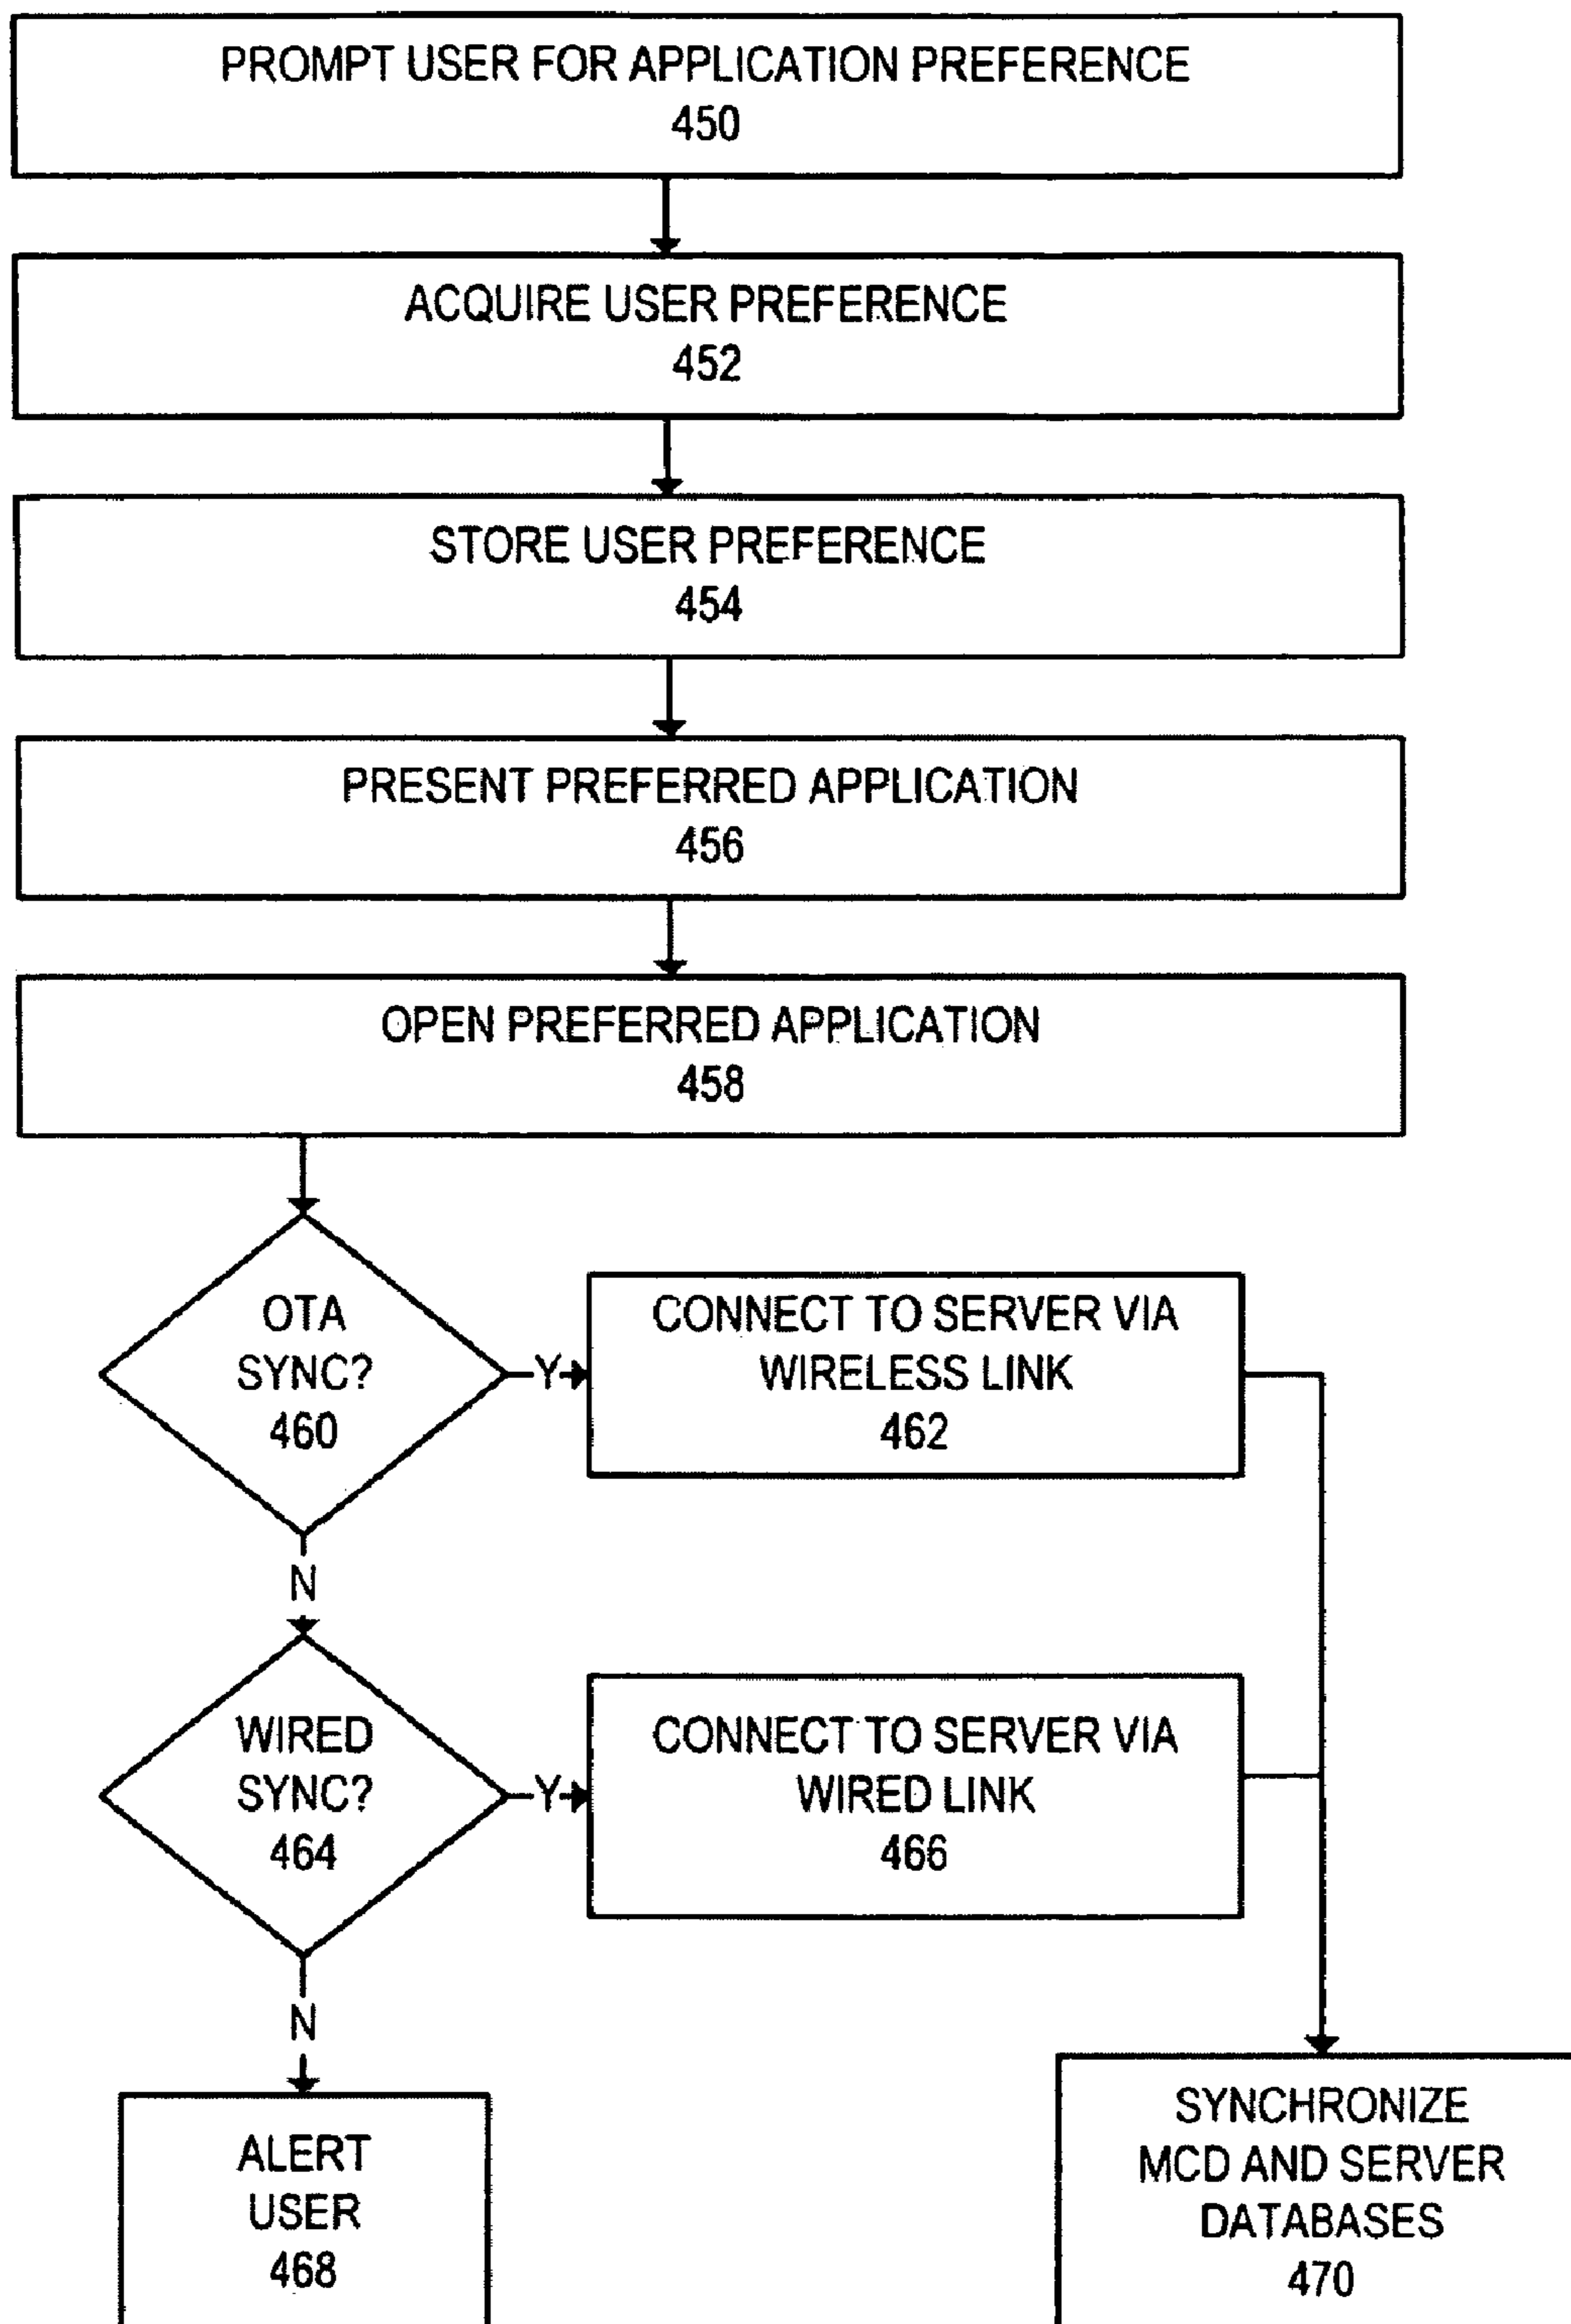 PROMPT USER FOR APPLICATION PREFERENCE
450
ACQUIRE USER PREFERENCE
452
STORE USER PREFERENCE
454
PRESENT PREFERRED APPLICATION
456
OPEN PREFERRED APPLICATION
458
OTA
SYNC?
460
Y
CONNECT TO SERVER VIA
WIRELESS LINK
462
N
WIRED
SYNC?
464
Y
CONNECT TO SERVER VIA
WIRED LINK
466
N
ALERT
USER
468
SYNCHRONIZE
MCD AND SERVER
DATABASES
470